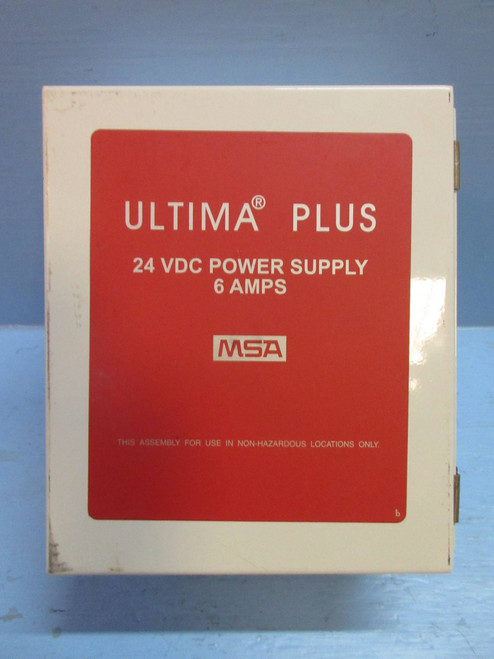 ULTIMA® PLUS
24 VDC POWER SUPPLY
6 AMPS
MSA
THIS ASSEMBLY FOR USE IN NON-HAZARDOUS LOCATIONS ONLY.